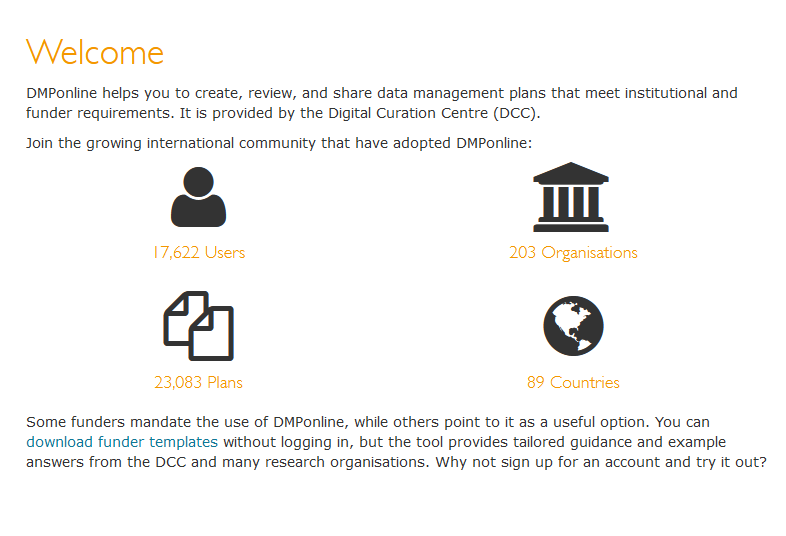 Welcome
DMPonline helps you to create, review, and share data management plans that meet institutional and
funder requirements. It is provided by the Digital Curation Centre (DCC).
Join the growing international community that have adopted DMPonline:
17,622 Users
203 Organisations
23,083 Plans
89 Countries
Some funders mandate the use of DMPonline, while others point to it as a useful option. You can
download funder templates without logging in, but the tool provides tailored guidance and example
answers from the DCC and many research organisations. Why not sign up for an account and try it out?